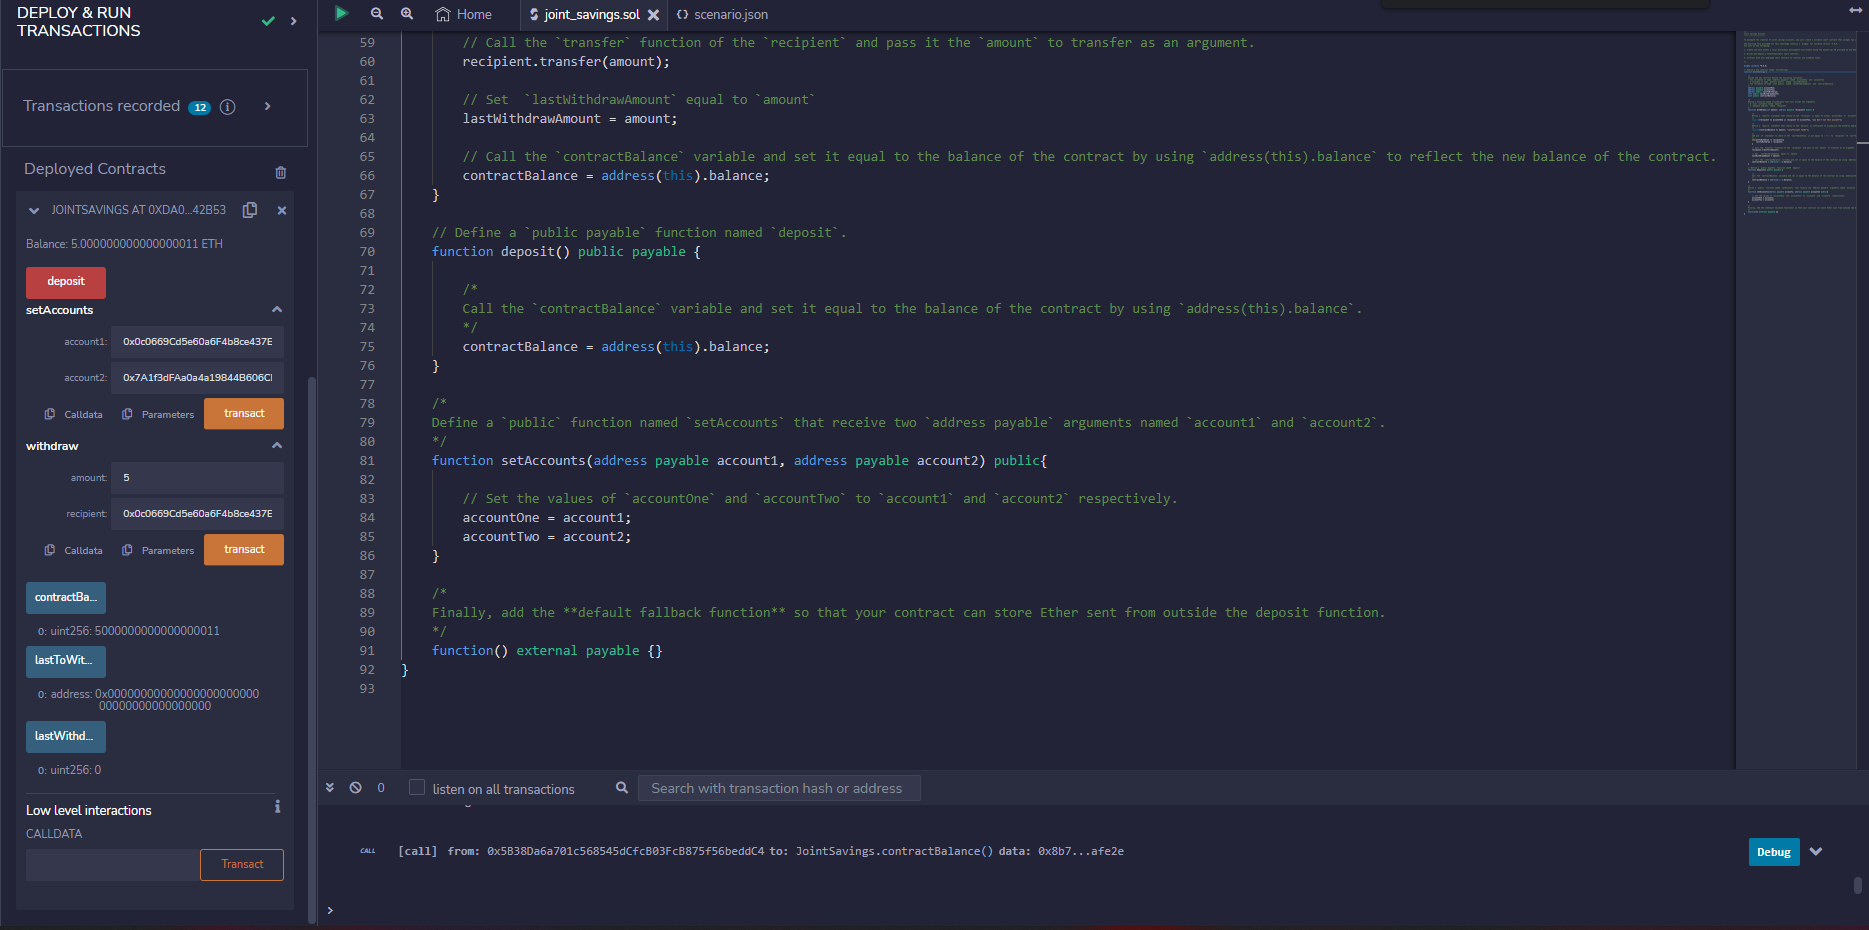 DEPLOY & RUN
TRANSACTIONS
Transactions recorded 12 i
Deployed Contracts
JOINTSAVINGS AT 0XDA0...42B53
Balance: 5.000000000000000011 ETH
deposit
setAccounts
account1: 0x0c0669Cd5e60a6F4b8ce437E
account2: 0x7A1f3dFAa0a4a19844B606CI
Calldata Parameters transact
withdraw
amount: 5
recipient: 0x0c0669Cd5e60a6F4b8ce437E
Calldata Parameters transact
contractBa...
0: uint256: 5000000000000000011
lastToWit...
0: address: 0x00000000000000000000000
00000000000000000
lastWithd...
0: uint256: 0
Low level interactions
CALLDATA
Transact
Home
joint_savings.sol
scenario.json
59 // Call the `transfer` function of the `recipient` and pass it the `amount` to transfer as an argument.
60 recipient.transfer(amount);
61
62 // Set  `lastWithdrawAmount` equal to `amount`
63 lastWithdrawAmount = amount;
64
65 // Call the `contractBalance` variable and set it equal to the balance of the contract by using `address(this).balance` to reflect the new balance of the contract.
66 contractBalance = address(this).balance;
67 }
68
69 // Define a `public payable` function named `deposit`.
70 function deposit() public payable {
71
72 /*
73 Call the `contractBalance` variable and set it equal to the balance of the contract by using `address(this).balance`.
74 */
75 contractBalance = address(this).balance;
76 }
77
78 /*
79 Define a `public` function named `setAccounts` that receive two `address payable` arguments named `account1` and `account2`.
80 */
81 function setAccounts(address payable account1, address payable account2) public{
82
83 // Set the values of `accountOne` and `accountTwo` to `account1` and `account2` respectively.
84 accountOne = account1;
85 accountTwo = account2;
86 }
87
88 /*
89 Finally, add the **default fallback function** so that your contract can store Ether sent from outside the deposit function.
90 */
91 function() external payable {}
92 }
93
0 listen on all transactions Search with transaction hash or address
CALL [call] from: 0x5B38Da6a701c568545dCfcB03FcB875f56beddC4 to: JointSavings.contractBalance() data: 0x8b7...afe2e Debug
>